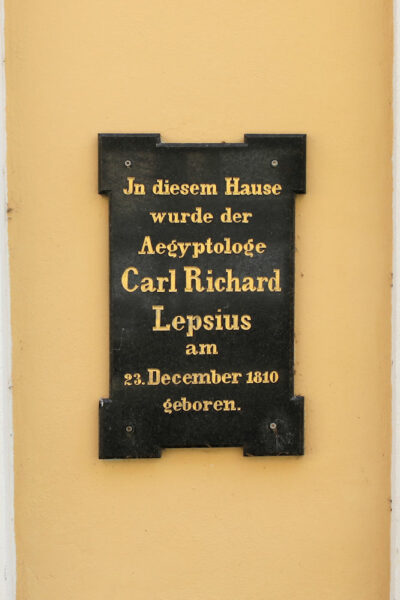 Jn diesem Hause
wurde der
Aegyptologe
Carl Richard
Lepsius
am
23. December 1810
geboren.